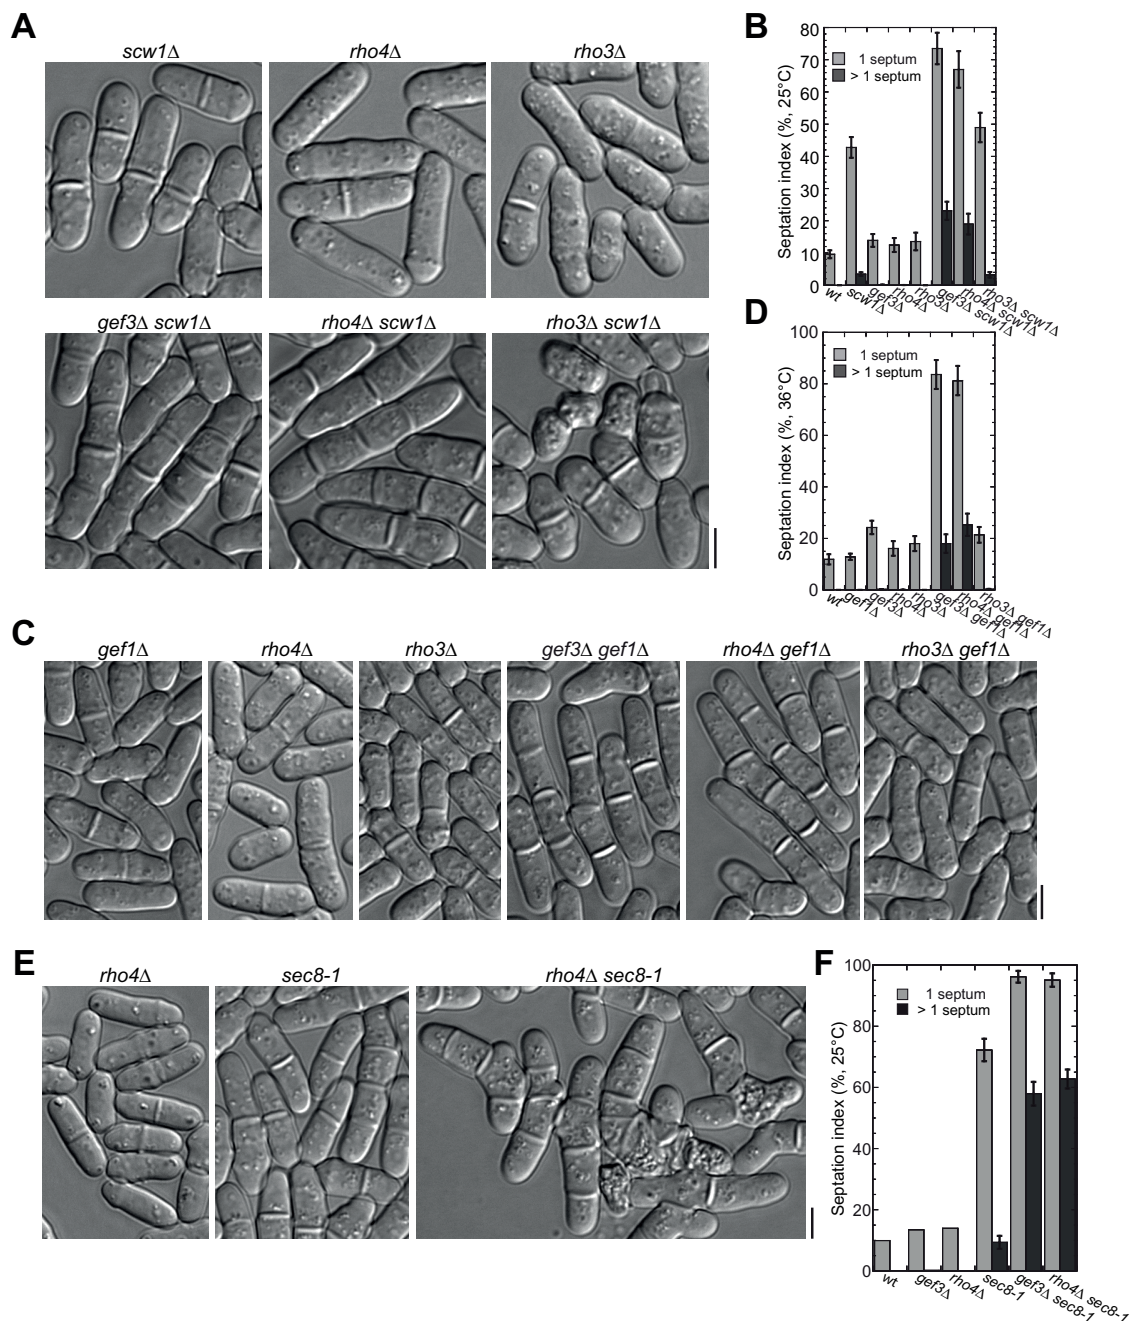 A
scw1Δ
rho4Δ
rho3Δ
gef3Δ scw1Δ
rho4Δ scw1Δ
rho3Δ scw1Δ
B
Septation index (%, 25°C)
80
70
60
50
40
30
20
10
0
1 septum
> 1 septum
wt
scw1Δ
gef3Δ
rho4Δ
rho3Δ
gef3Δ scw1Δ
rho4Δ scw1Δ
rho3Δ scw1Δ
D
Septation index (%, 36°C)
100
80
60
40
20
0
1 septum
> 1 septum
wt
gef1Δ
gef3Δ
rho4Δ
rho3Δ
gef3Δ gef1Δ
rho4Δ gef1Δ
rho3Δ gef1Δ
C
gef1Δ
rho4Δ
rho3Δ
gef3Δ gef1Δ
rho4Δ gef1Δ
rho3Δ gef1Δ
E
rho4Δ
sec8-1
rho4Δ sec8-1
F
Septation index (%, 25°C)
100
80
60
40
20
0
1 septum
> 1 septum
wt
gef3Δ
rho4Δ
sec8-1
gef3Δ sec8-1
rho4Δ sec8-1